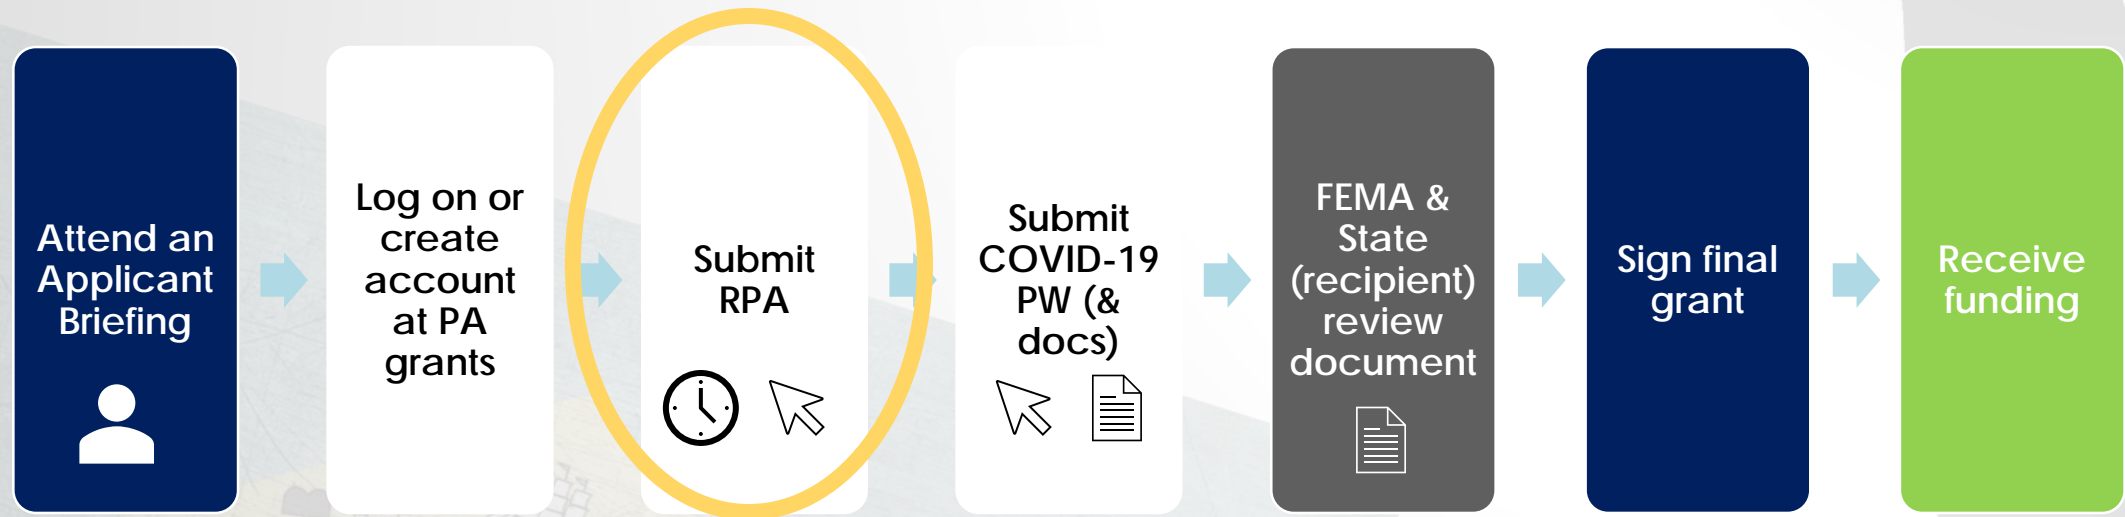 Attend an
Applicant
Briefing
Log on or
create
account
at PA
grants
Submit
RPA
Submit
COVID-19
PW (&
docs)
FEMA &
State
(recipient)
review
document
Sign final
grant
Receive
funding